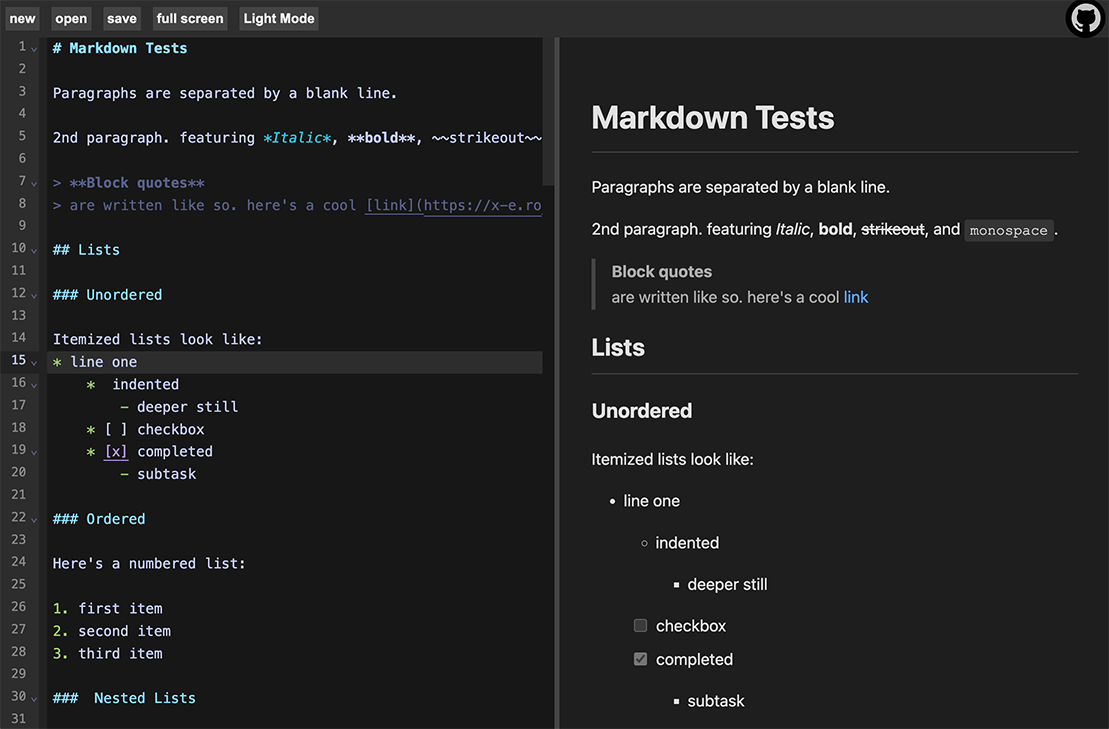 new open save full screen Light Mode
1 # Markdown Tests
2
3 Paragraphs are separated by a blank line.
4
5 2nd paragraph. featuring *Italic*, **bold**, ~~strikeout~~
6
7 > **Block quotes**
8 > are written like so. here's a cool [link](https://x-e.ro
9
10 ## Lists
11
12 ### Unordered
13
14 Itemized lists look like:
15 * line one
16     *  indented
17         - deeper still
18     * [ ] checkbox
19     * [x] completed
20         - subtask
21
22 ### Ordered
23
24 Here's a numbered list:
25
26 1. first item
27 2. second item
28 3. third item
29
30 ###  Nested Lists
31
Markdown Tests
Paragraphs are separated by a blank line.
2nd paragraph. featuring Italic, bold, strikeout, and monospace.
Block quotes
are written like so. here's a cool link
Lists
Unordered
Itemized lists look like:
• line one
◦ indented
▪ deeper still
checkbox
completed
▪ subtask